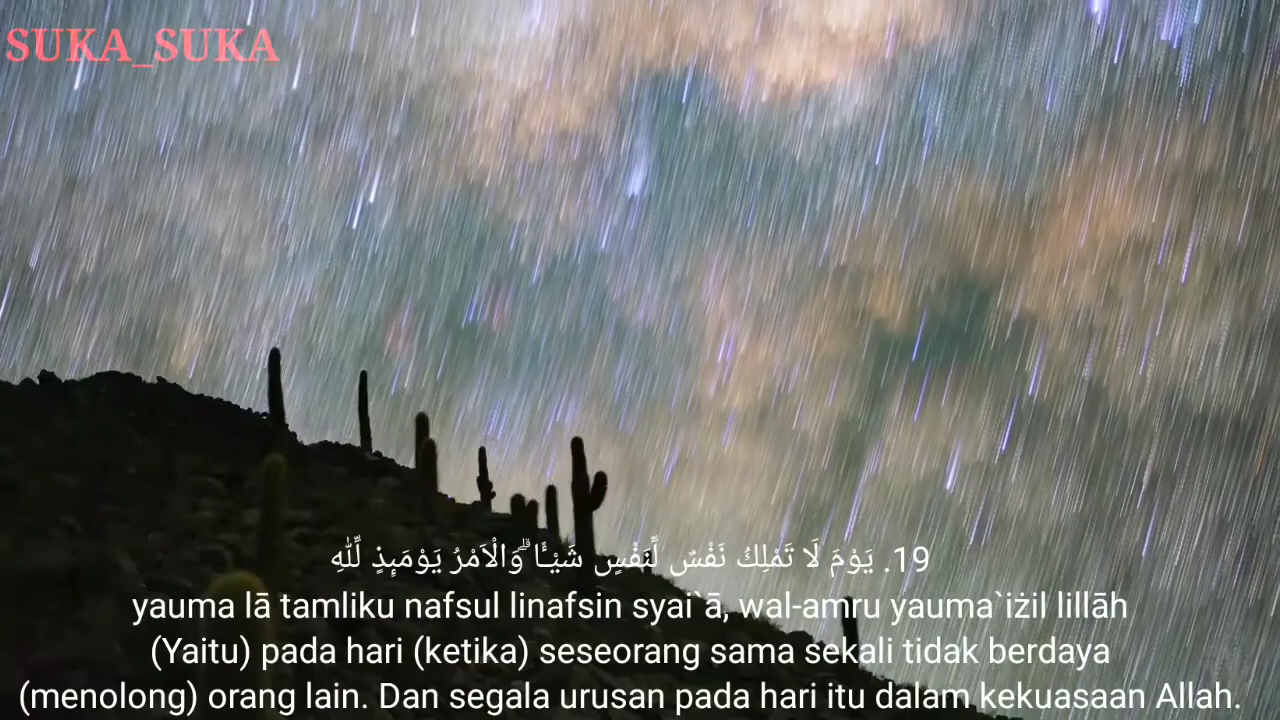 SUKA_SUKA
19. يَوْمَ لَا تَمْلِكُ نَفْسٌ لِّنَفْسٍ شَيْـًٔا ۗوَالْاَمْرُ يَوْمَىِٕذٍ لِّلّٰهِ
yauma lā tamliku nafsul linafsin syai`ā, wal-amru yauma`iżil lillāh
(Yaitu) pada hari (ketika) seseorang sama sekali tidak berdaya
(menolong) orang lain. Dan segala urusan pada hari itu dalam kekuasaan Allah.